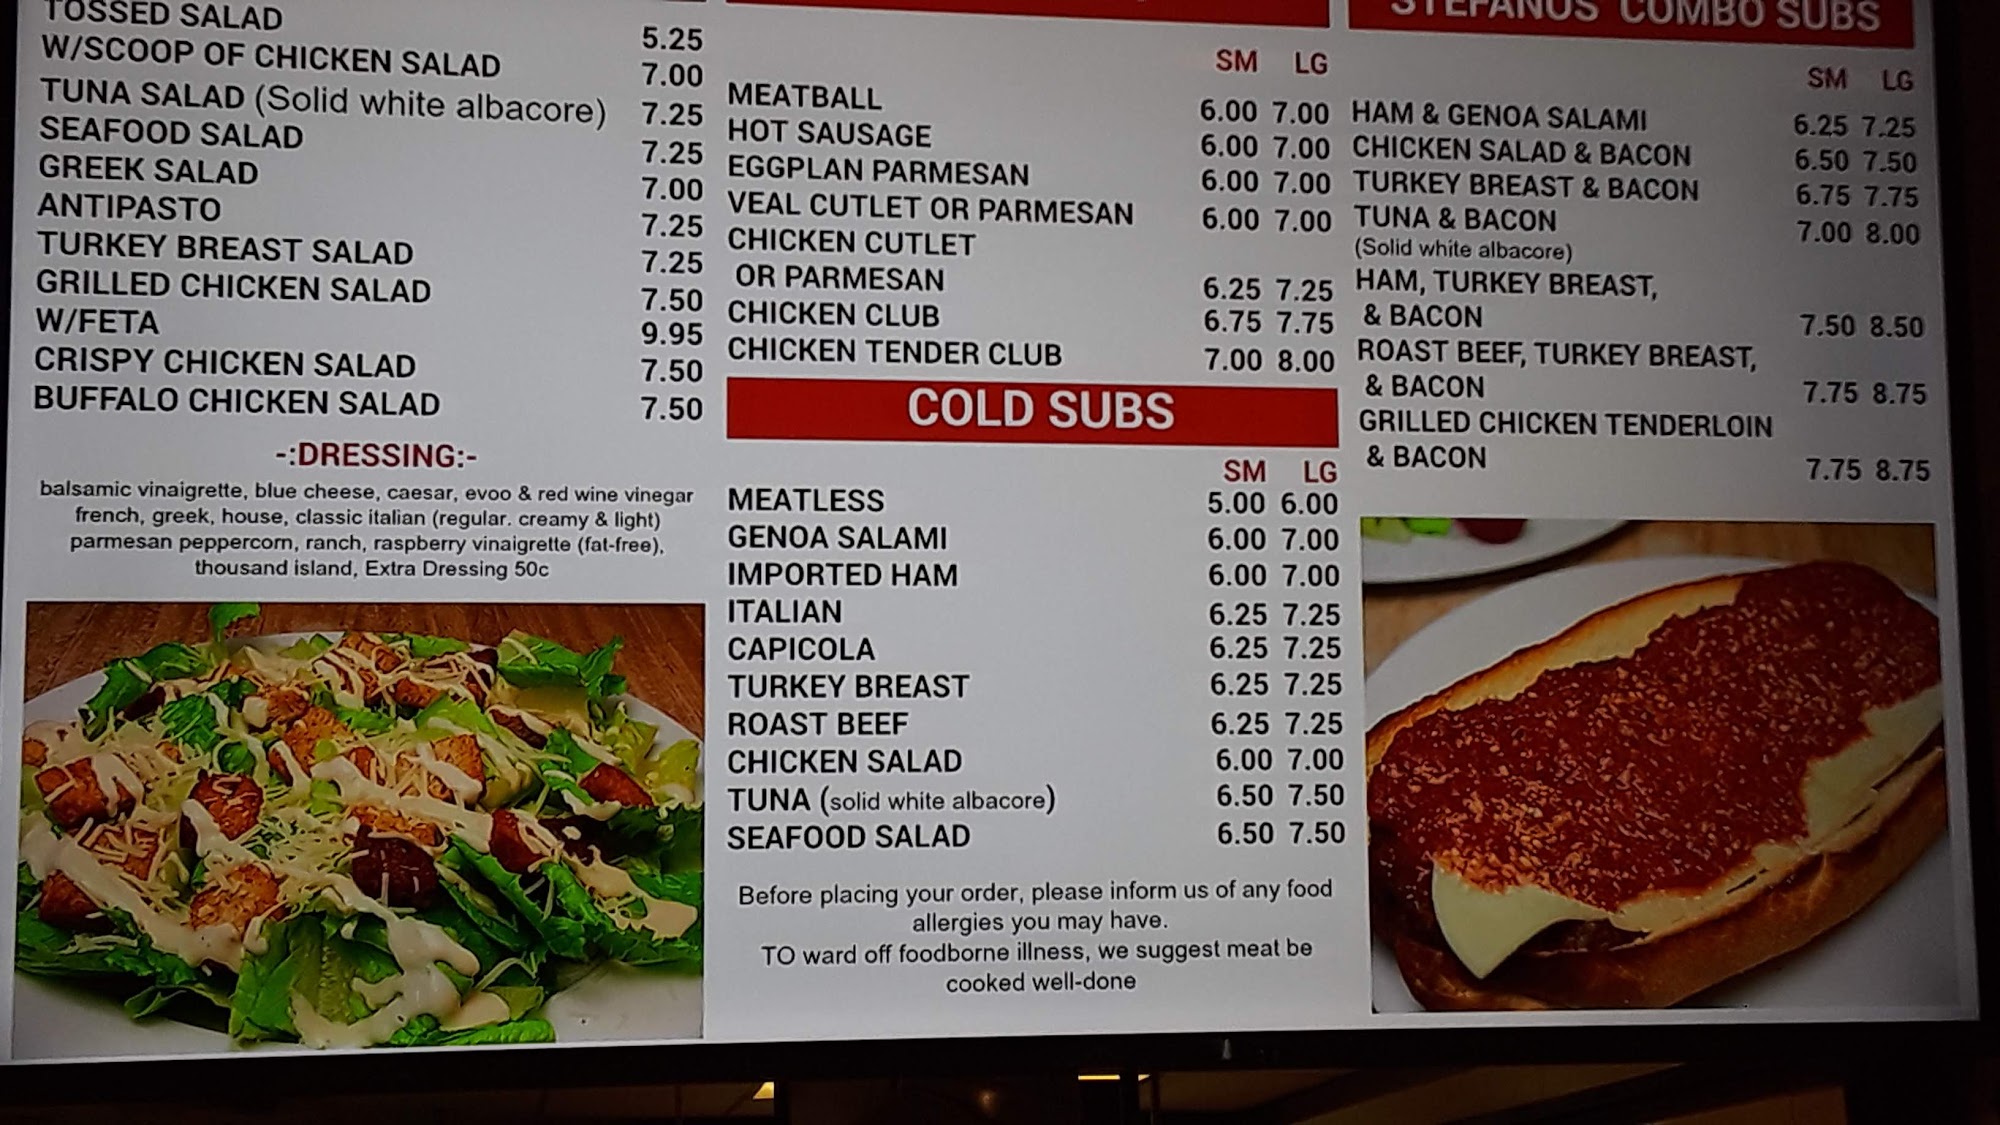 TOSSED SALAD 5.25
W/SCOOP OF CHICKEN SALAD 7.00
TUNA SALAD (Solid white albacore) 7.25
SEAFOOD SALAD 7.25
GREEK SALAD 7.00
ANTIPASTO 7.25
TURKEY BREAST SALAD 7.25
GRILLED CHICKEN SALAD 7.50
W/FETA 9.95
CRISPY CHICKEN SALAD 7.50
BUFFALO CHICKEN SALAD 7.50
-:DRESSING:-
balsamic vinaigrette, blue cheese, caesar, evoo & red wine vinegar
french, greek, house, classic italian (regular. creamy & light)
parmesan peppercorn, ranch, raspberry vinaigrette (fat-free),
thousand island, Extra Dressing 50c
SM LG
MEATBALL 6.00 7.00
HOT SAUSAGE 6.00 7.00
EGGPLAN PARMESAN 6.00 7.00
VEAL CUTLET OR PARMESAN 6.00 7.00
CHICKEN CUTLET
OR PARMESAN 6.25 7.25
CHICKEN CLUB 6.75 7.75
CHICKEN TENDER CLUB 7.00 8.00
COLD SUBS
SM LG
MEATLESS 5.00 6.00
GENOA SALAMI 6.00 7.00
IMPORTED HAM 6.00 7.00
ITALIAN 6.25 7.25
CAPICOLA 6.25 7.25
TURKEY BREAST 6.25 7.25
ROAST BEEF 6.25 7.25
CHICKEN SALAD 6.00 7.00
TUNA (solid white albacore) 6.50 7.50
SEAFOOD SALAD 6.50 7.50
Before placing your order, please inform us of any food
allergies you may have.
TO ward off foodborne illness, we suggest meat be
cooked well-done
STEFANOS COMBO SUBS
SM LG
HAM & GENOA SALAMI 6.25 7.25
CHICKEN SALAD & BACON 6.50 7.50
TURKEY BREAST & BACON 6.75 7.75
TUNA & BACON 7.00 8.00
(Solid white albacore)
HAM, TURKEY BREAST,
& BACON 7.50 8.50
ROAST BEEF, TURKEY BREAST,
& BACON 7.75 8.75
GRILLED CHICKEN TENDERLOIN
& BACON 7.75 8.75